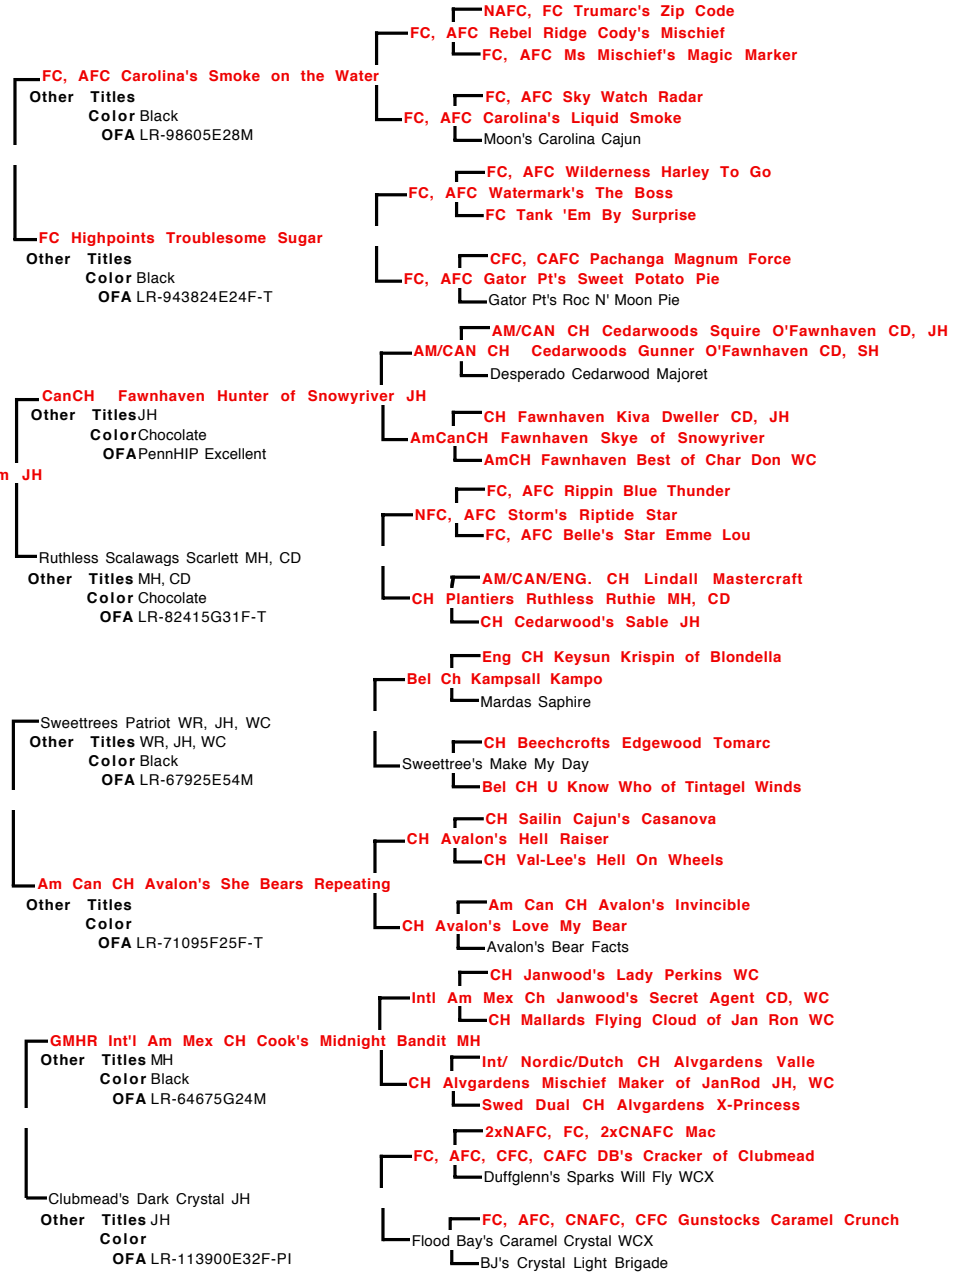 NAFC, FC Trumarc's Zip Code
FC, AFC Rebel Ridge Cody's Mischief
FC, AFC Ms Mischief's Magic Marker
FC, AFC Carolina's Smoke on the Water
Other Titles
Color Black
OFA LR-98605E28M
FC, AFC Sky Watch Radar
FC, AFC Carolina's Liquid Smoke
Moon's Carolina Cajun
FC, AFC Wilderness Harley To Go
FC, AFC Watermark's The Boss
FC Tank 'Em By Surprise
FC Highpoints Troublesome Sugar
Other Titles
Color Black
OFA LR-943824E24F-T
CFC, CAFC Pachanga Magnum Force
FC, AFC Gator Pt's Sweet Potato Pie
Gator Pt's Roc N' Moon Pie
AM/CAN CH Cedarwoods Squire O'Fawnhaven CD, JH
AM/CAN CH Cedarwoods Gunner O'Fawnhaven CD, SH
Desperado Cedarwood Majoret
CanCH Fawnhaven Hunter of Snowyriver JH
Other Titles JH
Color Chocolate
OFA PennHIP Excellent
CH Fawnhaven Kiva Dweller CD, JH
AmCanCH Fawnhaven Skye of Snowyriver
AmCH Fawnhaven Best of Char Don WC
m JH
FC, AFC Rippin Blue Thunder
NFC, AFC Storm's Riptide Star
FC, AFC Belle's Star Emme Lou
Ruthless Scalawags Scarlett MH, CD
Other Titles MH, CD
Color Chocolate
OFA LR-82415G31F-T
AM/CAN/ENG. CH Lindall Mastercraft
CH Plantiers Ruthless Ruthie MH, CD
CH Cedarwood's Sable JH
Eng CH Keysun Krispin of Blondella
Bel Ch Kampsall Kampo
Mardas Saphire
Sweettrees Patriot WR, JH, WC
Other Titles WR, JH, WC
Color Black
OFA LR-67925E54M
CH Beechcrofts Edgewood Tomarc
Sweettree's Make My Day
Bel CH U Know Who of Tintagel Winds
CH Sailin Cajun's Casanova
CH Avalon's Hell Raiser
CH Val-Lee's Hell On Wheels
Am Can CH Avalon's She Bears Repeating
Other Titles
Color
OFA LR-71095F25F-T
Am Can CH Avalon's Invincible
CH Avalon's Love My Bear
Avalon's Bear Facts
CH Janwood's Lady Perkins WC
Intl Am Mex Ch Janwood's Secret Agent CD, WC
CH Mallards Flying Cloud of Jan Ron WC
GMHR Int'l Am Mex CH Cook's Midnight Bandit MH
Other Titles MH
Color Black
OFA LR-64675G24M
Int/ Nordic/Dutch CH Alvgardens Valle
CH Alvgardens Mischief Maker of JanRod JH, WC
Swed Dual CH Alvgardens X-Princess
2xNAFC, FC, 2xCNAFC Mac
FC, AFC, CFC, CAFC DB's Cracker of Clubmead
Duffglenn's Sparks Will Fly WCX
Clubmead's Dark Crystal JH
Other Titles JH
Color
OFA LR-113900E32F-PI
FC, AFC, CNAFC, CFC Gunstocks Caramel Crunch
Flood Bay's Caramel Crystal WCX
BJ's Crystal Light Brigade